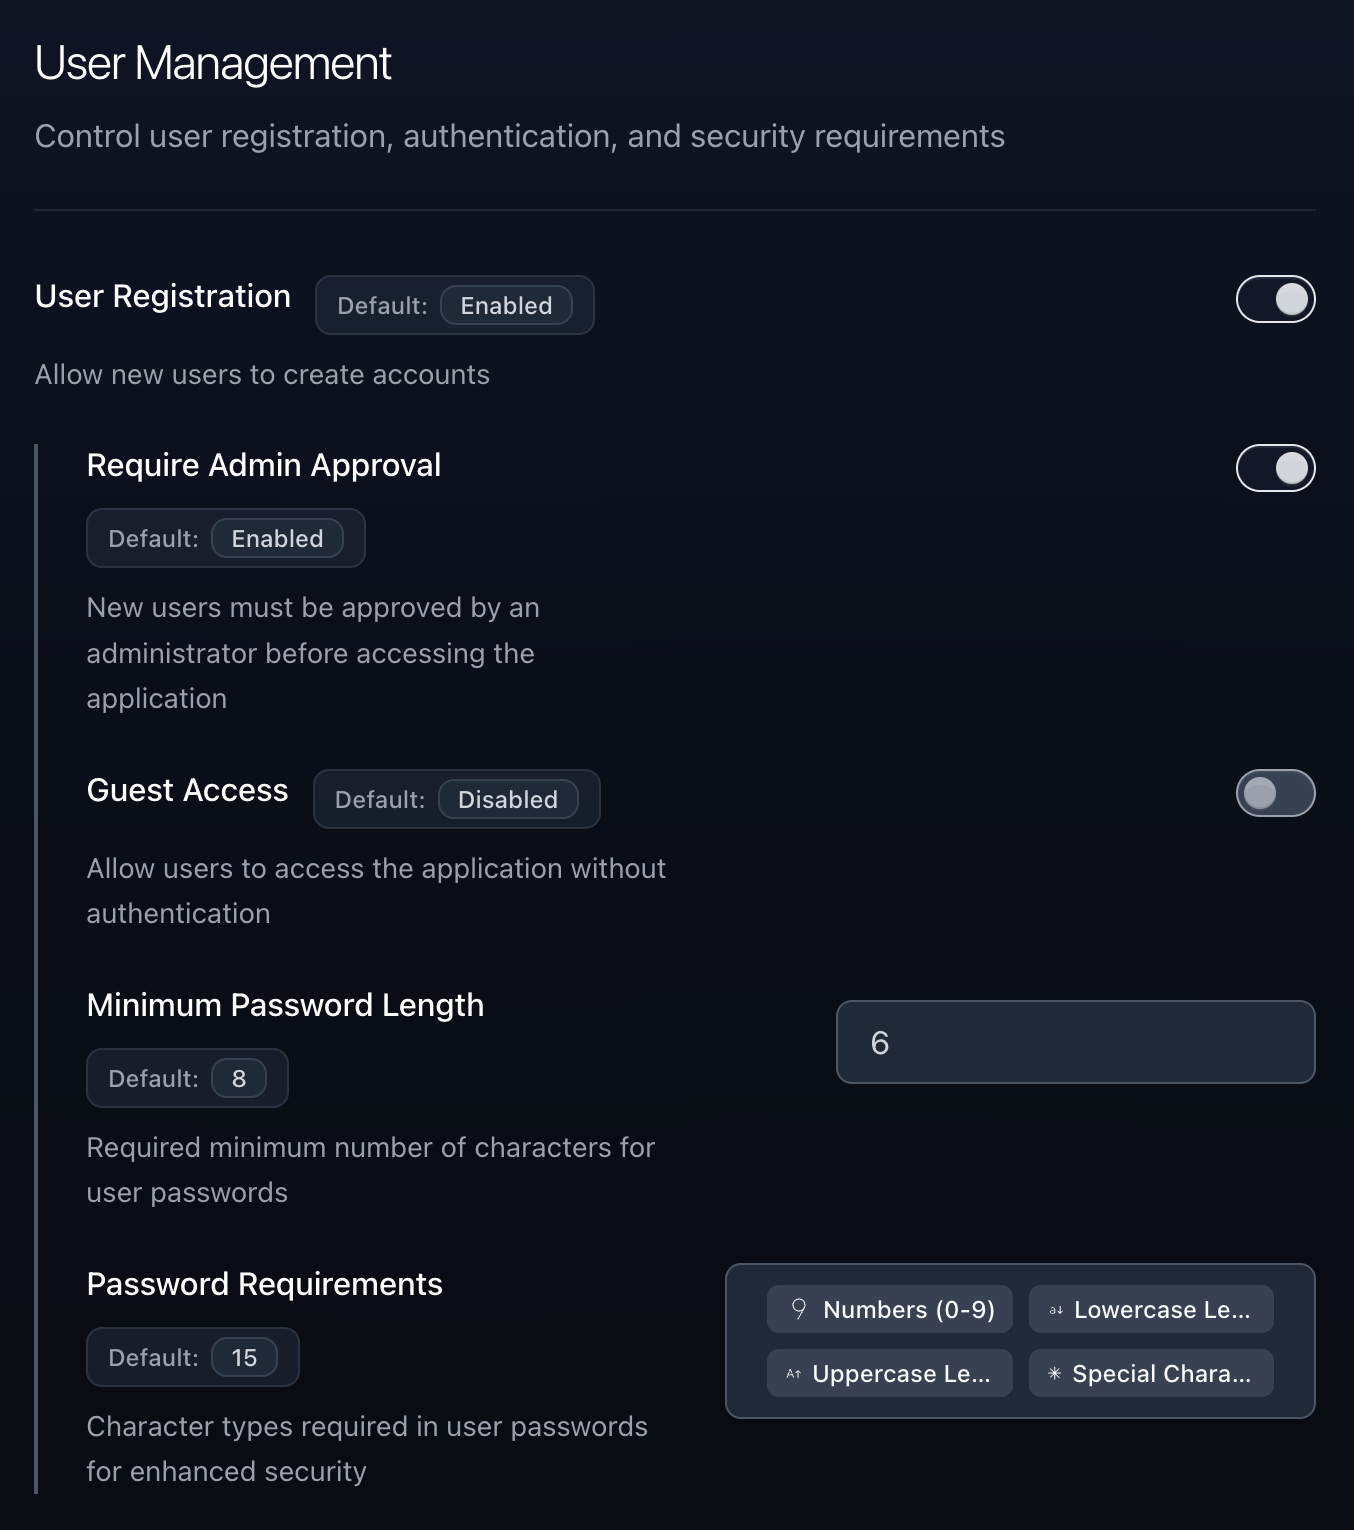 User Management
Control user registration, authentication, and security requirements
User Registration
Default: Enabled
Allow new users to create accounts
Require Admin Approval
Default: Enabled
New users must be approved by an
administrator before accessing the
application
Guest Access
Default: Disabled
Allow users to access the application without
authentication
Minimum Password Length
6
Default: 8
Required minimum number of characters for
user passwords
Password Requirements
Numbers (0-9)
a↓ Lowercase Le...
A↑ Uppercase Le...
Special Chara...
Default: 15
Character types required in user passwords
for enhanced security